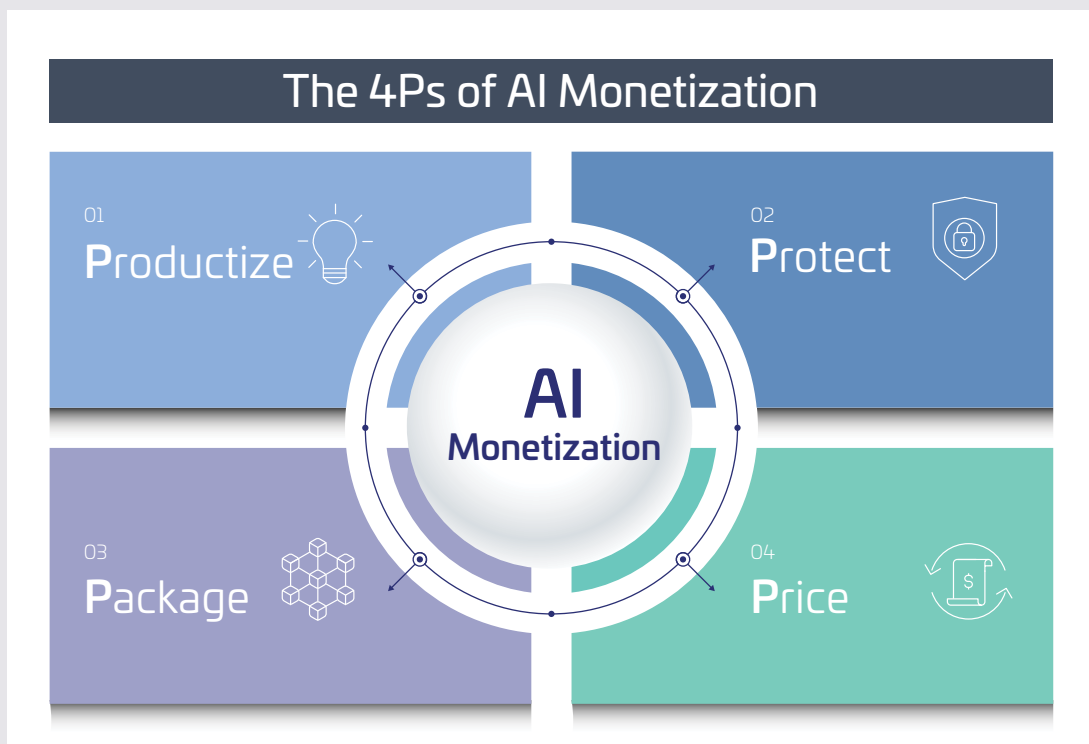 The 4Ps of AI Monetization
01
Productize
02
Protect
AI
Monetization
03
Package
04
Price
$